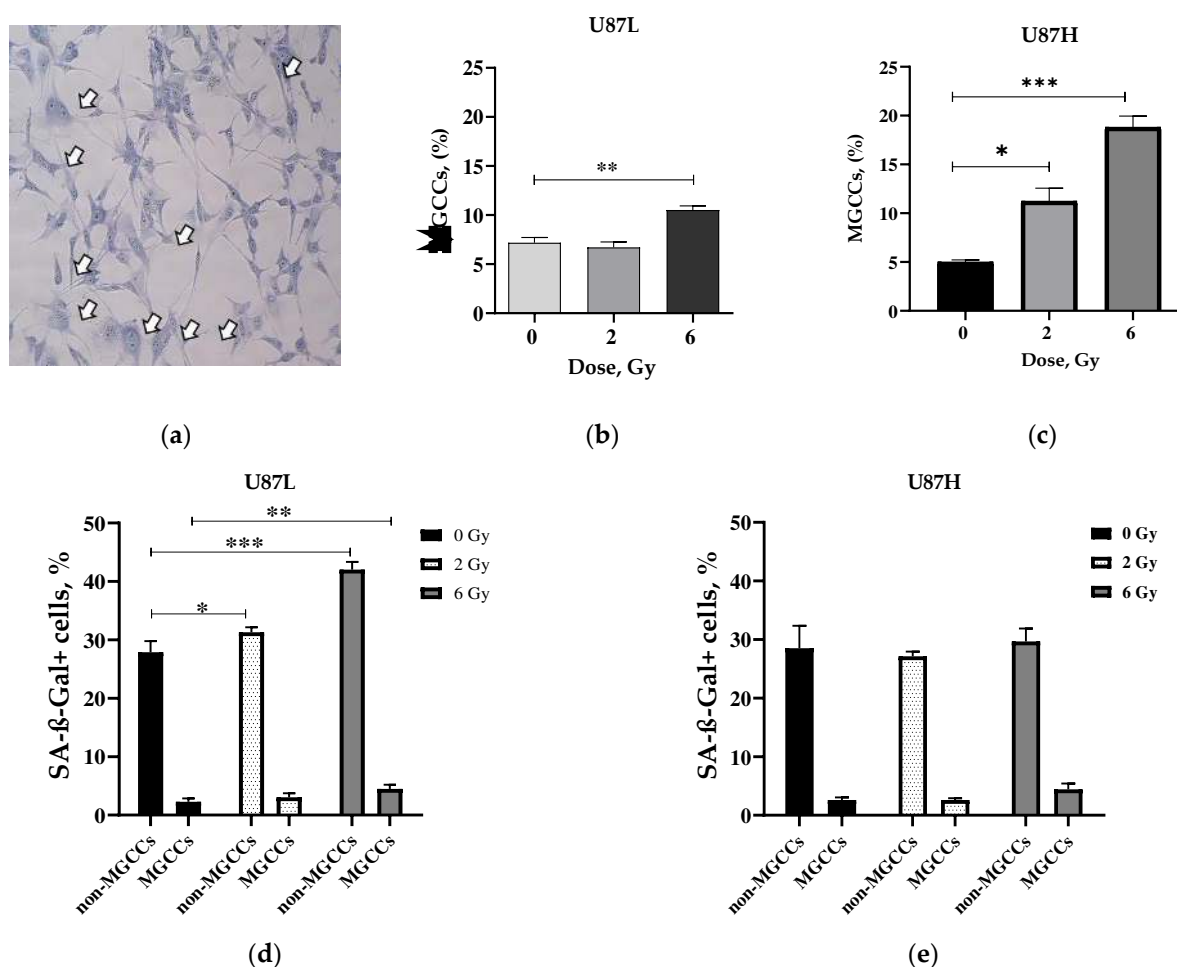 U87L
MGCCs, (%)
25
20
15
10
5
0
**
0 2 6
Dose, Gy
U87H
MGCCs, (%)
25
20
15
10
5
0
***
*
0 2 6
Dose, Gy
(a) (b) (c)
U87L
SA-ß-Gal+ cells, %
50
40
30
20
10
0
**
***
*
0 Gy
2 Gy
6 Gy
non-MGCCs MGCCs non-MGCCs MGCCs non-MGCCs MGCCs
U87H
SA-ß-Gal+ cells, %
50
40
30
20
10
0
0 Gy
2 Gy
6 Gy
non-MGCCs MGCCs non-MGCCs MGCCs non-MGCCs MGCCs
(d) (e)